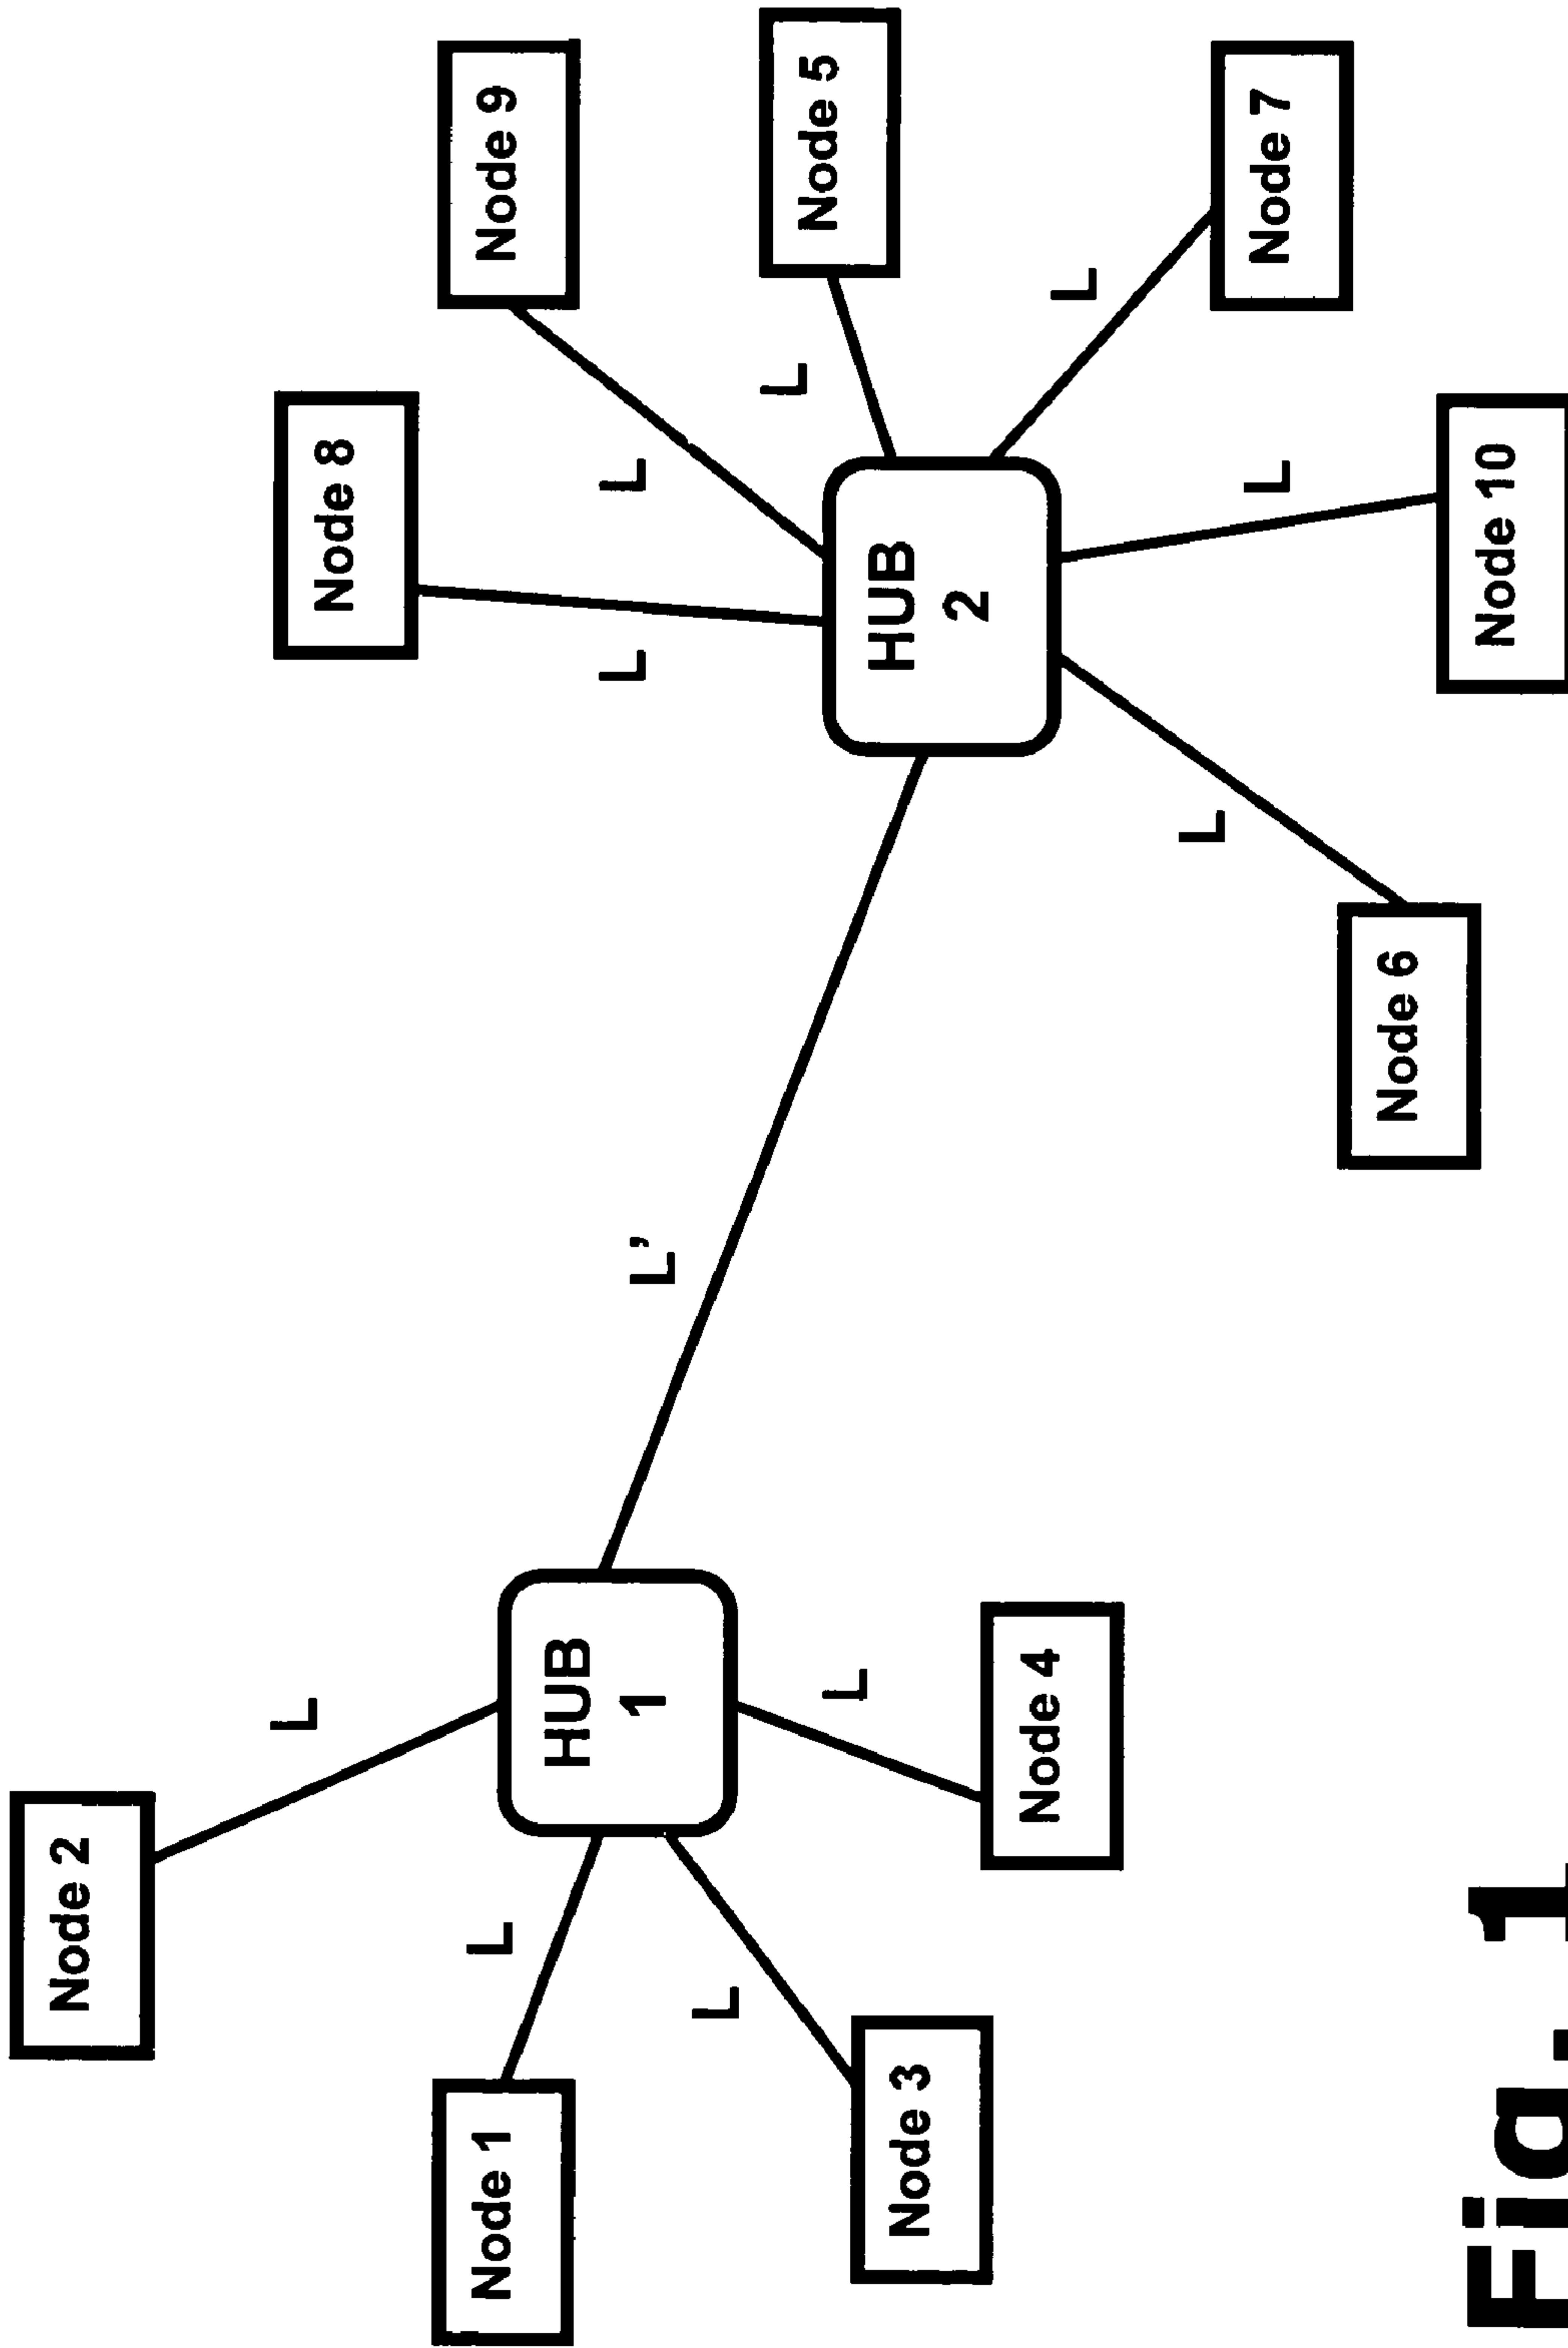 Node 2
L
Node 8
Node 1
L
Node 9
HUB
1
L
L
L'
L
L
Node 5
L
HUB
2
Node 3
Node 4
L
L
L
Node 7
Node 6
Node 10
Fig. 1